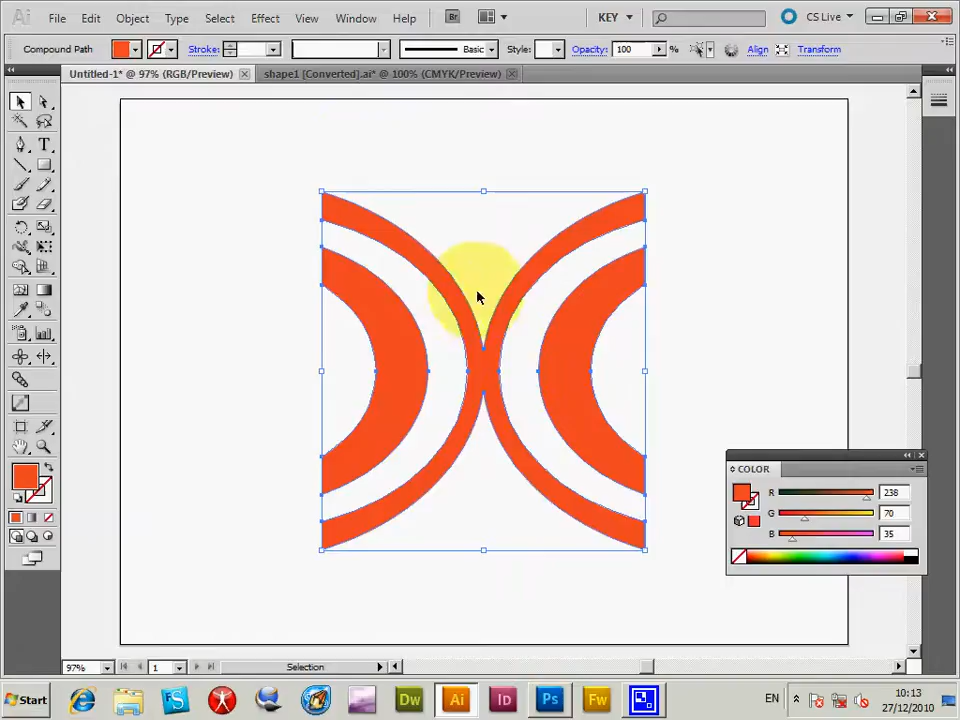 Ai File Edit Object Type Select Effect View Window Help Br KEY CS Live
Compound Path Stroke: Basic Style: Opacity: 100 % Align Transform
Untitled-1* @ 97% (RGB/Preview) shape1 [Converted].ai* @ 100% (CMYK/Preview)
T
COLOR
R 238
G 70
B 35
97% 1 Selection
Start Dw Ai Id Ps Fw EN 10:13
27/12/2010